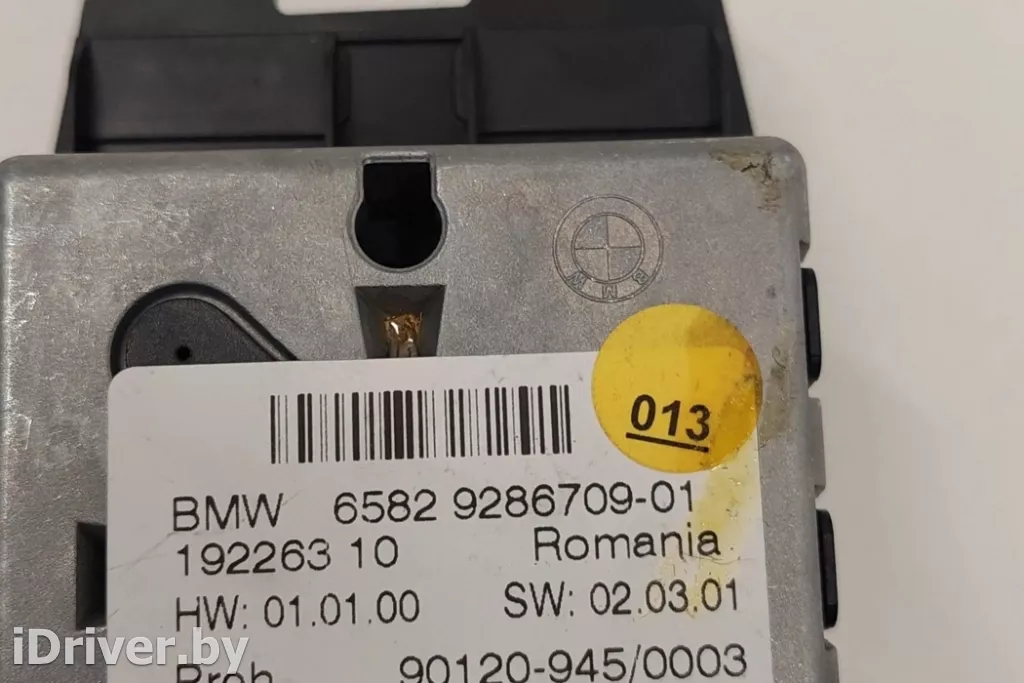 BMW
013
BMW 6582 9286709-01
192263 10 Romania
HW: 01.01.00 SW: 02.03.01
90120-945/0003
iDriver.by